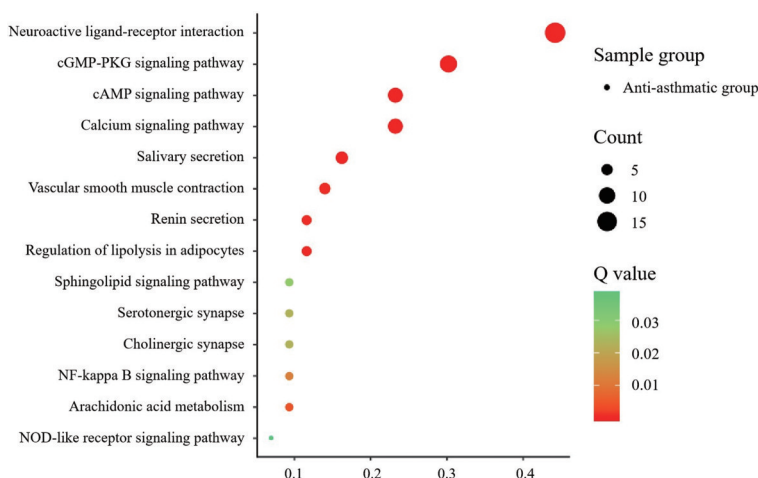 Neuroactive ligand-receptor interaction
cGMP-PKG signaling pathway
cAMP signaling pathway
Calcium signaling pathway
Salivary secretion
Vascular smooth muscle contraction
Renin secretion
Regulation of lipolysis in adipocytes
Sphingolipid signaling pathway
Serotonergic synapse
Cholinergic synapse
NF-kappa B signaling pathway
Arachidonic acid metabolism
NOD-like receptor signaling pathway
0.1 0.2 0.3 0.4
Sample group
Anti-asthmatic group
Count
5
10
15
Q value
0.03
0.02
0.01